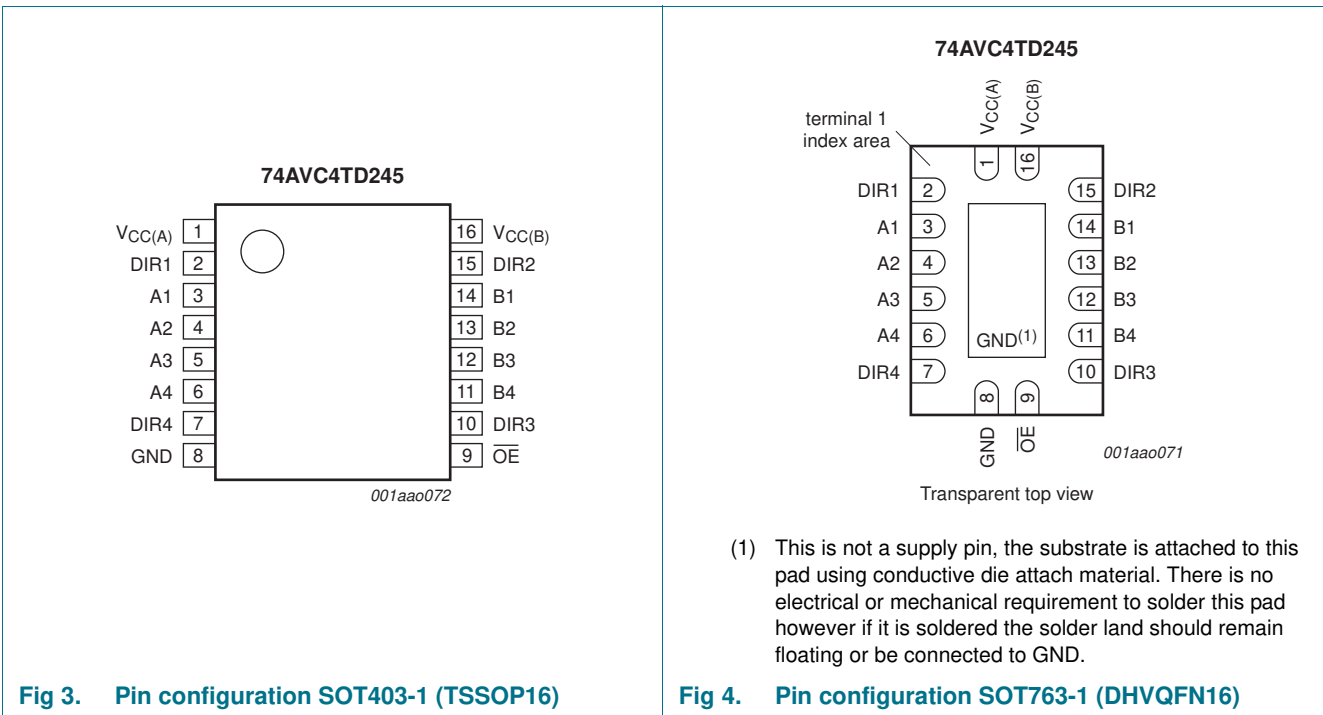 74AVC4TD245
VCC(A) 1
DIR1 2
A1 3
A2 4
A3 5
A4 6
DIR4 7
GND 8
16 VCC(B)
15 DIR2
14 B1
13 B2
12 B3
11 B4
10 DIR3
9 O̅E̅
001aao072
Fig 3. Pin configuration SOT403-1 (TSSOP16)
74AVC4TD245
terminal 1
index area
VCC(A)
VCC(B)
1
16
DIR1 2
A1 3
A2 4
A3 5
A4 6
DIR4 7
15 DIR2
14 B1
13 B2
12 B3
11 B4
10 DIR3
GND(1)
8
9
GND
O̅E̅
001aao071
Transparent top view
(1) This is not a supply pin, the substrate is attached to this
pad using conductive die attach material. There is no
electrical or mechanical requirement to solder this pad
however if it is soldered the solder land should remain
floating or be connected to GND.
Fig 4. Pin configuration SOT763-1 (DHVQFN16)